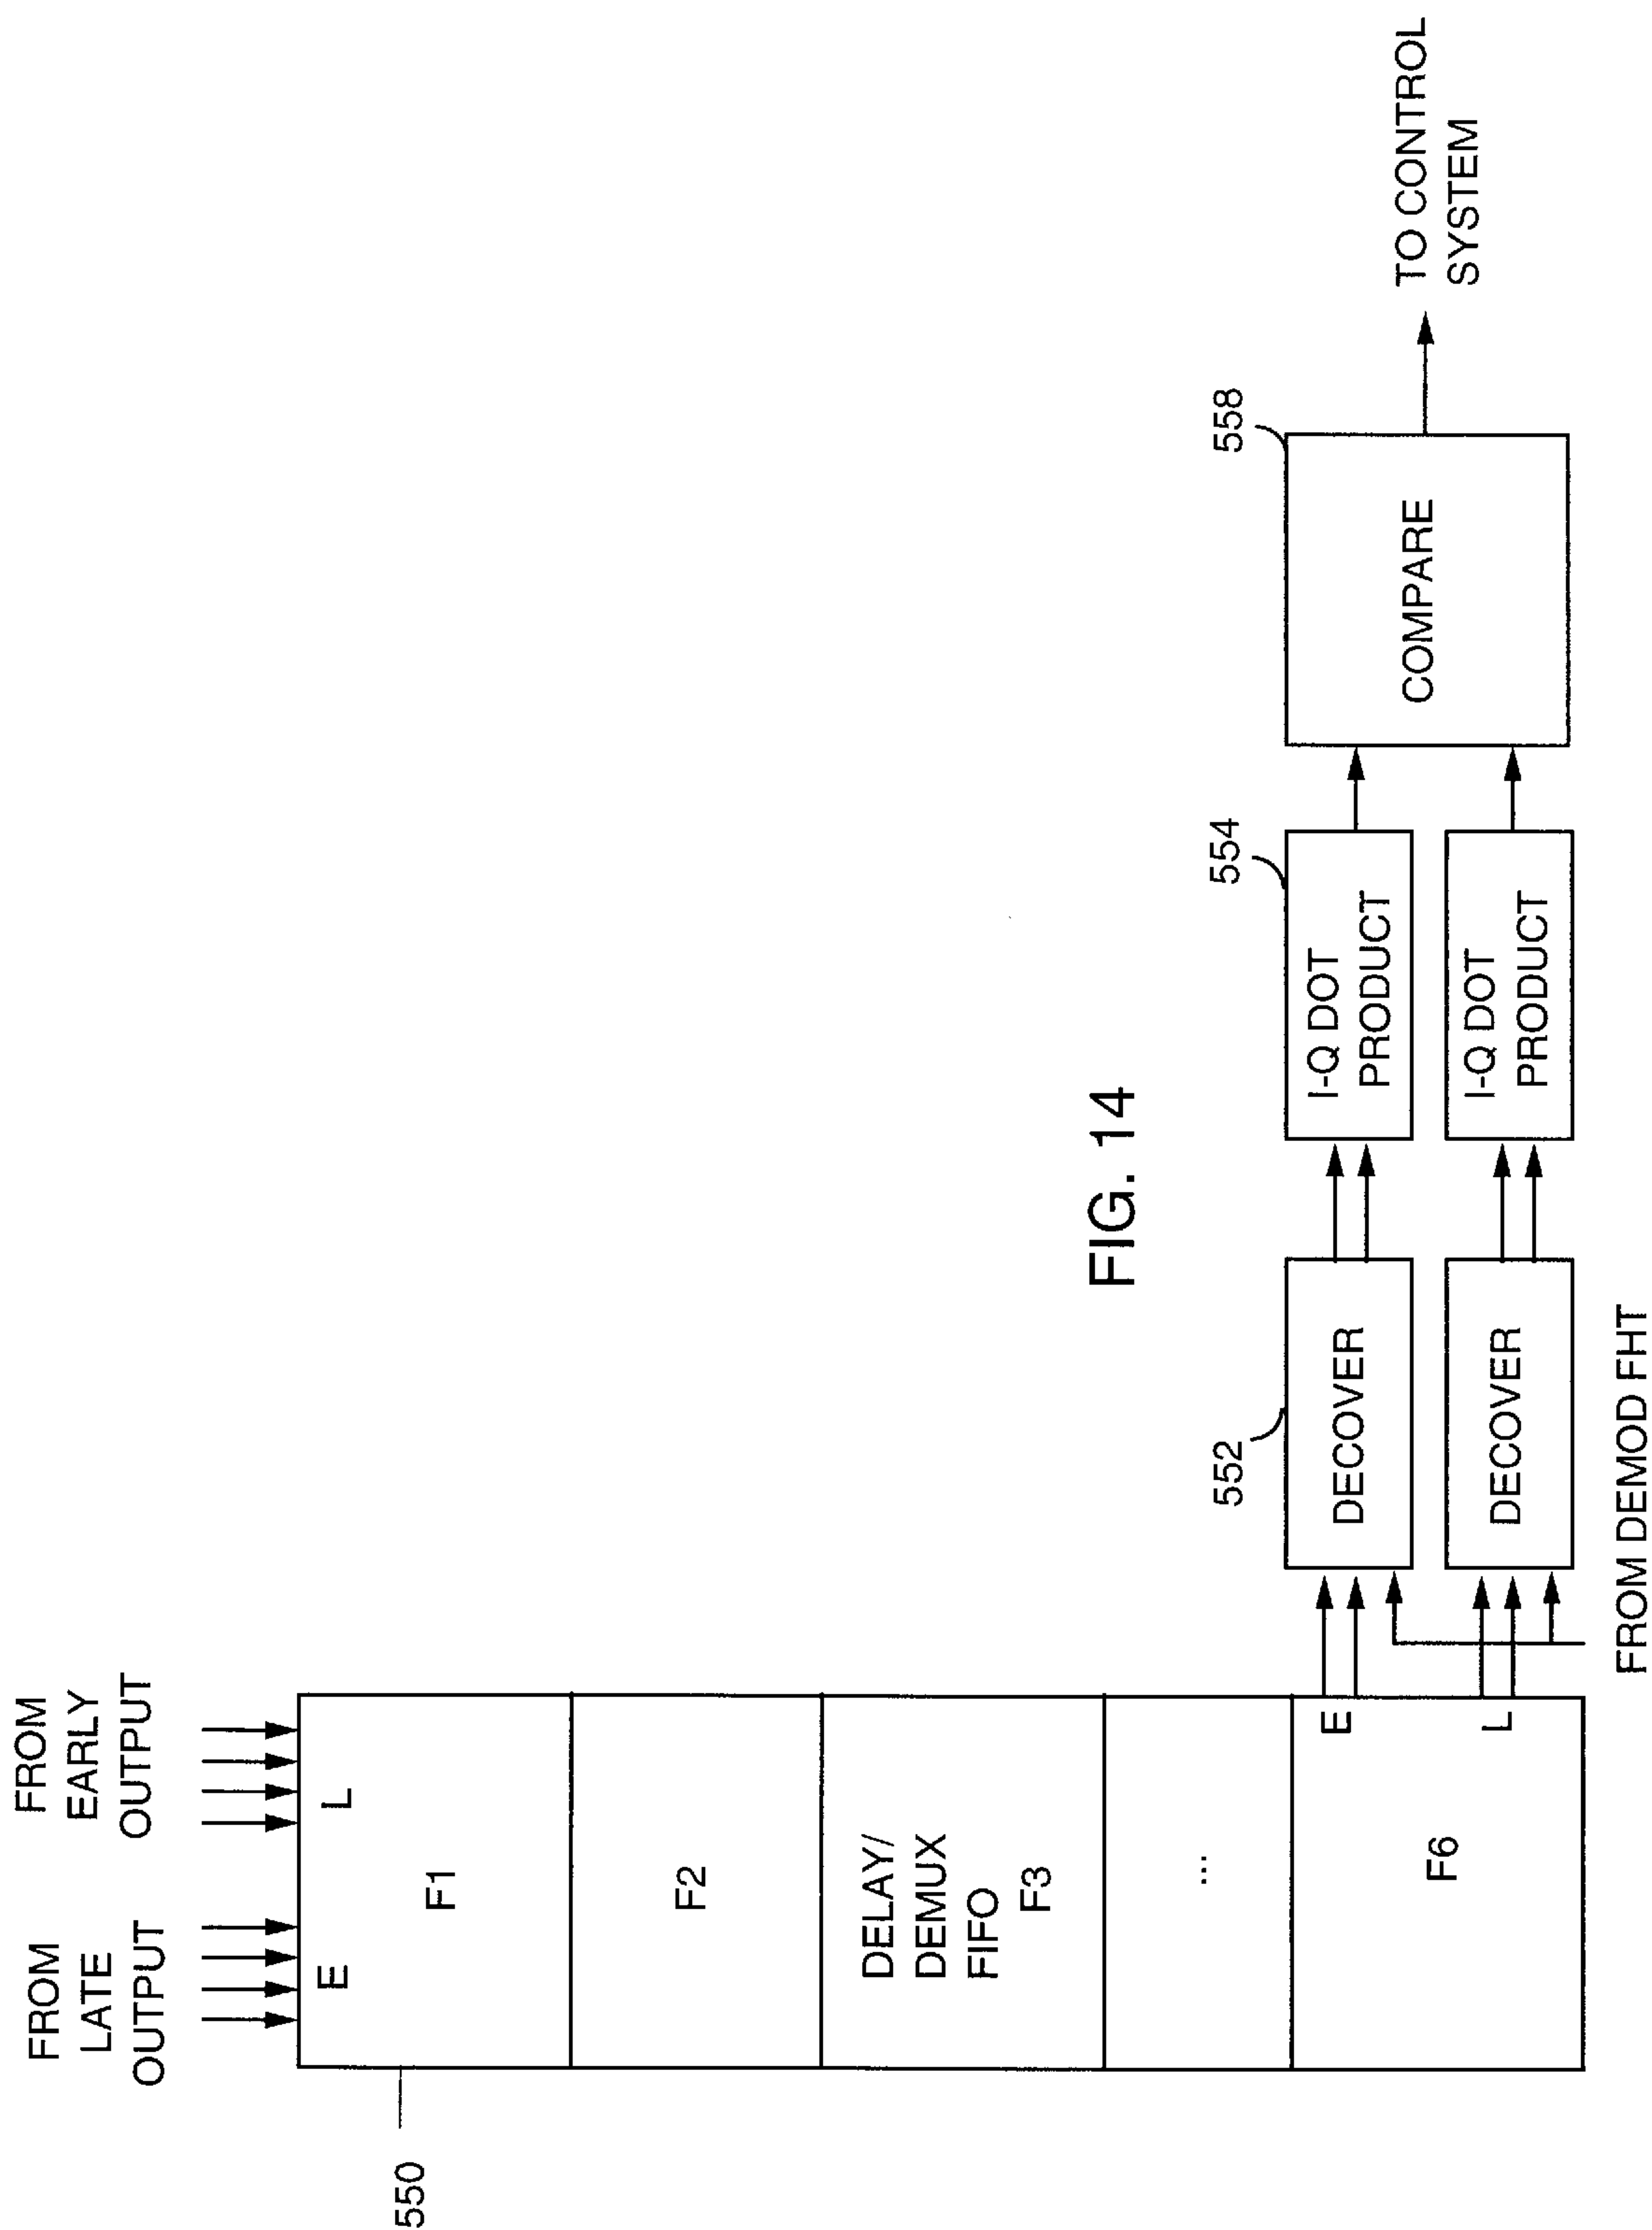 FROM
LATE
OUTPUT
FROM
EARLY
OUTPUT
550
E
L
F1
F2
DELAY/
DEMUX
FIFO
F3
...
F6
E
L
552
DECOVER
DECOVER
FROM DEMOD FHT
554
I-Q DOT
PRODUCT
I-Q DOT
PRODUCT
558
COMPARE
TO CONTROL
SYSTEM
FIG. 14